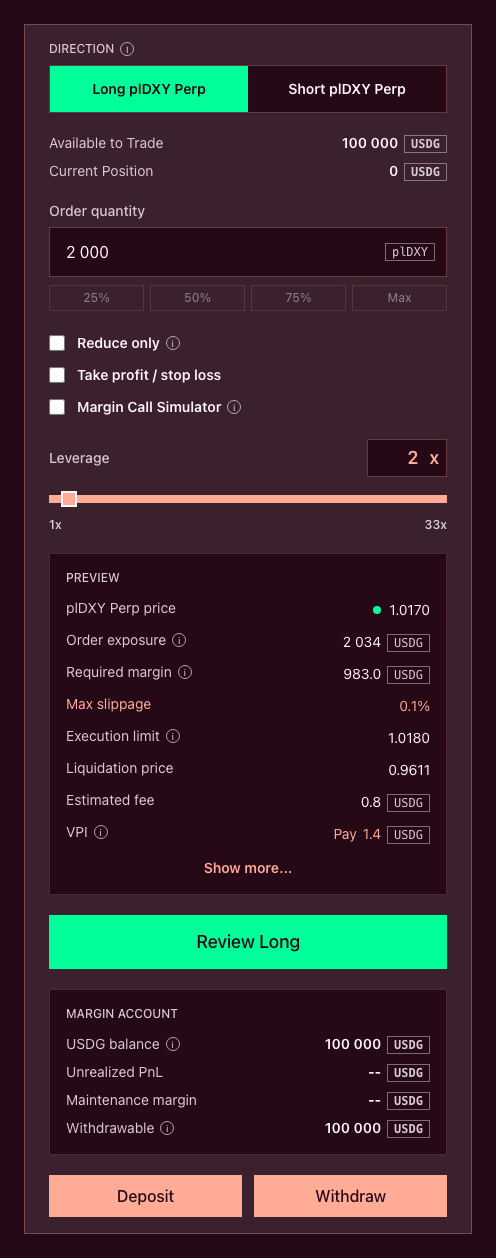 DIRECTION i
Long plDXY Perp Short plDXY Perp
Available to Trade 100 000 USDG
Current Position 0 USDG
Order quantity
2 000 plDXY
25% 50% 75% Max
Reduce only i
Take profit / stop loss
Margin Call Simulator i
Leverage 2 x
1x 33x
PREVIEW
plDXY Perp price 1.0170
Order exposure i 2 034 USDG
Required margin i 983.0 USDG
Max slippage 0.1%
Execution limit i 1.0180
Liquidation price 0.9611
Estimated fee 0.8 USDG
VPI i Pay 1.4 USDG
Show more...
Review Long
MARGIN ACCOUNT
USDG balance i 100 000 USDG
Unrealized PnL -- USDG
Maintenance margin -- USDG
Withdrawable i 100 000 USDG
Deposit Withdraw